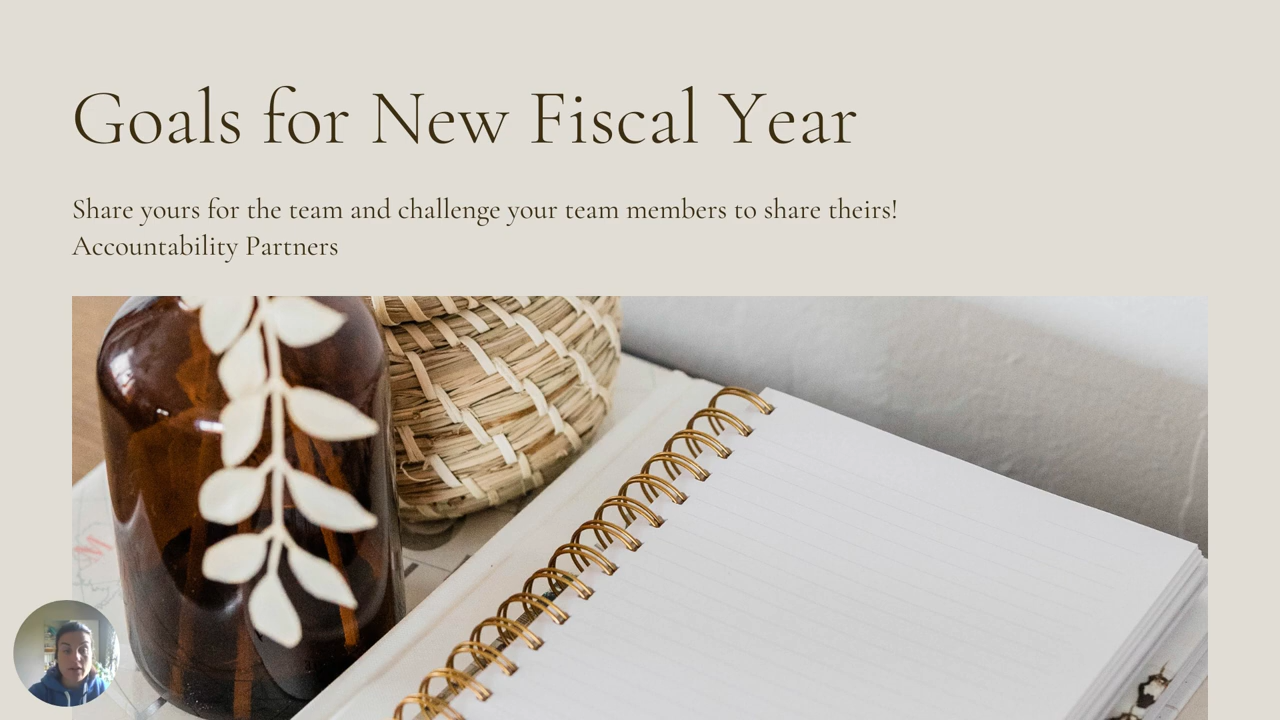 Goals for New Fiscal Year
Share yours for the team and challenge your team members to share theirs!
Accountability Partners